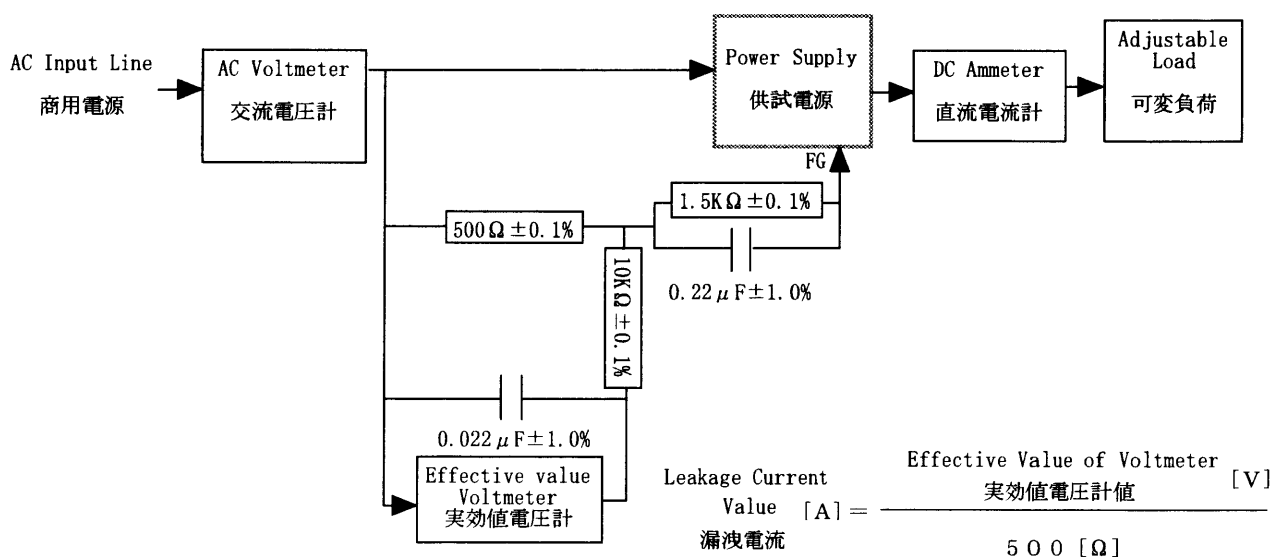 AC Input Line
商用電源
AC Voltmeter
交流電圧計
Power Supply
供試電源
DC Ammeter
直流電流計
Adjustable
Load
可変負荷
FG
500Ω±0.1%
1.5KΩ±0.1%
0.22μF±1.0%
10KΩ±0.1%
0.022μF±1.0%
Effective value
Voltmeter
実効値電圧計
Leakage Current
Value [A]=
漏洩電流
Effective Value of Voltmeter
実効値電圧計値 [V]
500[Ω]